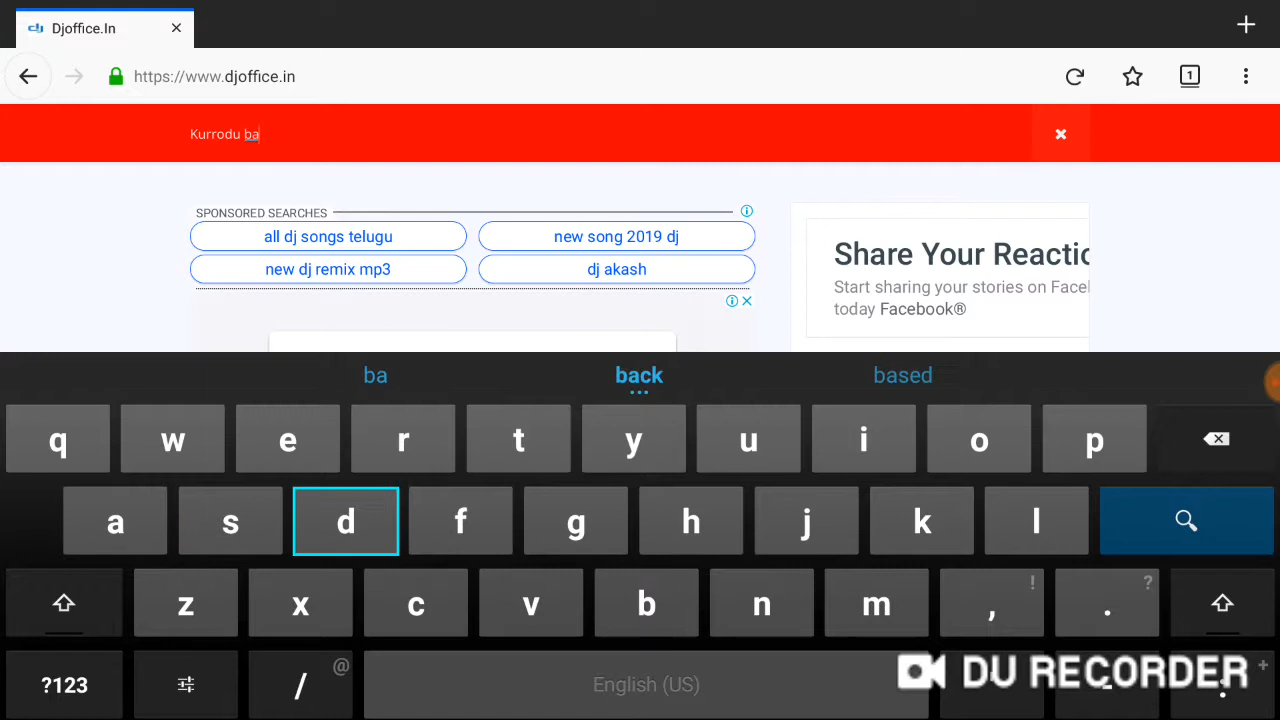 Djoffice.In
https://www.djoffice.in
1
Kurrodu ba
SPONSORED SEARCHES
all dj songs telugu
new song 2019 dj
new dj remix mp3
dj akash
Share Your Reactio
Start sharing your stories on Face
today Facebook®
ba
back
based
q w e r t y u i o p
a s d f g h j k l
z x c v b n m , ! . ?
?123
/ @
English (US)
- : +
DU RECORDER